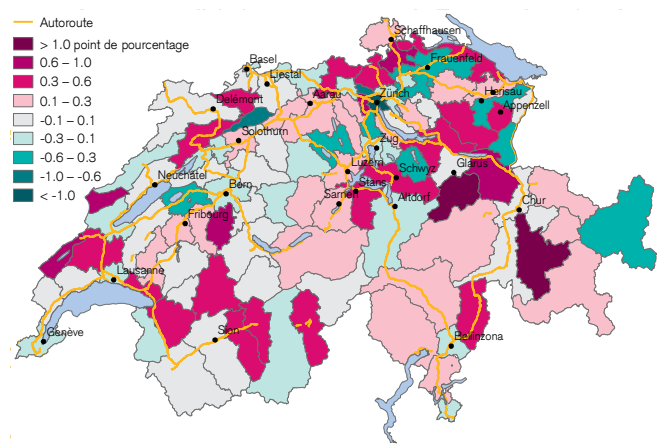 Autoroute
> 1.0 point de pourcentage
0.6 – 1.0
0.3 – 0.6
0.1 – 0.3
-0.1 – 0.1
-0.3 – 0.1
-0.6 – 0.3
-1.0 – 0.6
< -1.0
Schaffhausen
Basel
Liestal
Frauenfeld
Delémont
Aarau
Zürich
Herisau
Appenzell
Solothurn
Zug
Luzern
Neuchâtel
Bern
Schwyz
Glarus
Stans
Sarnen
Altdorf
Fribourg
Chur
Lausanne
Sion
Genève
Bellinzona